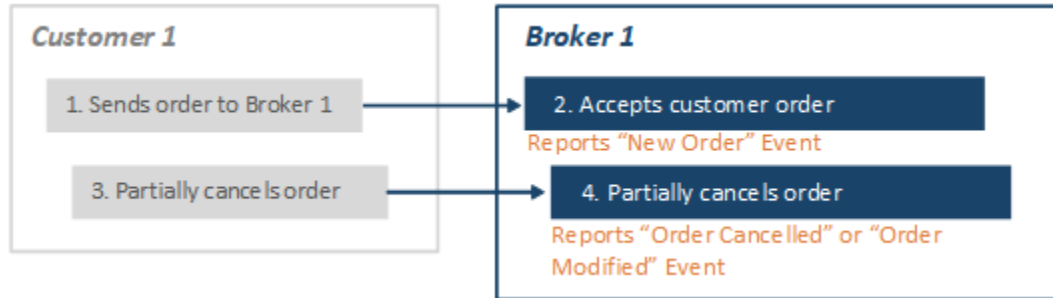 Customer 1
Broker 1
1. Sends order to Broker 1
2. Accepts customer order
Reports “New Order” Event
3. Partially cancels order
4. Partially cancels order
Reports “Order Cancelled” or “Order
Modified” Event